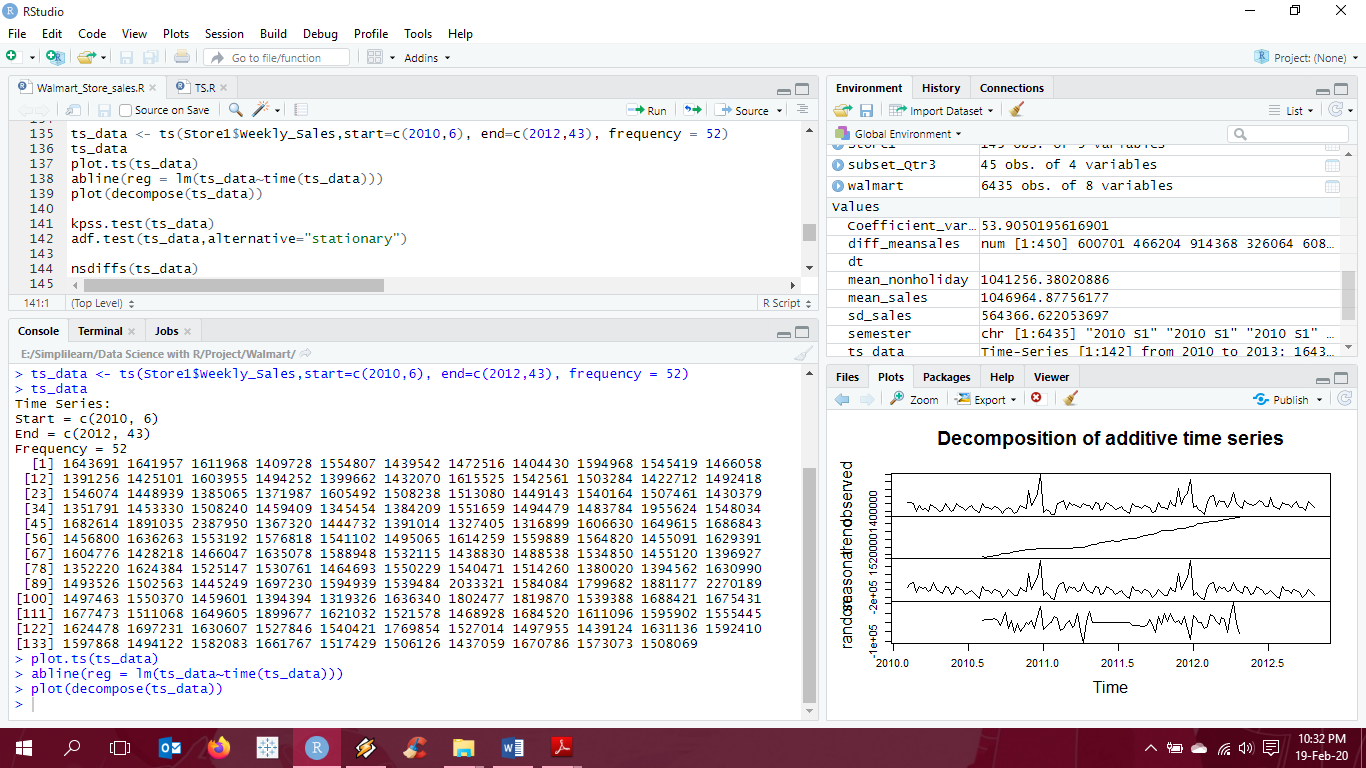 RStudio
File Edit Code View Plots Session Build Debug Profile Tools Help
Go to file/function Addins Project: (None)
Walmart_Store_sales.R TS.R
Source on Save Run Source
135 ts_data <- ts(Store1$Weekly_Sales,start=c(2010,6), end=c(2012,43), frequency = 52)
136 ts_data
137 plot.ts(ts_data)
138 abline(reg = lm(ts_data~time(ts_data)))
139 plot(decompose(ts_data))
140
141 kpss.test(ts_data)
142 adf.test(ts_data,alternative="stationary")
143
144 nsdiffs(ts_data)
145
141:1 (Top Level) R Script
Console Terminal Jobs
E:/Simplilearn/Data Science with R/Project/Walmart/
> ts_data <- ts(Store1$Weekly_Sales,start=c(2010,6), end=c(2012,43), frequency = 52)
> ts_data
Time Series:
Start = c(2010, 6)
End = c(2012, 43)
Frequency = 52
[1] 1643691 1641957 1611968 1409728 1554807 1439542 1472516 1404430 1594968 1545419 1466058
[12] 1391256 1425101 1603955 1494252 1399662 1432070 1615525 1542561 1503284 1422712 1492418
[23] 1546074 1448939 1385065 1371987 1605492 1508238 1513080 1449143 1540164 1507461 1430379
[34] 1351791 1453330 1508240 1459409 1345454 1384209 1551659 1494479 1483784 1955624 1548034
[45] 1682614 1891035 2387950 1367320 1444732 1391014 1327405 1316899 1606630 1649615 1686843
[56] 1456800 1636263 1553192 1576818 1541102 1495065 1614259 1559889 1564820 1455091 1629391
[67] 1604776 1428218 1466047 1635078 1588948 1532115 1438830 1488538 1534850 1455120 1396927
[78] 1352220 1624384 1525147 1530761 1464693 1550229 1540471 1514260 1380020 1394562 1630990
[89] 1493526 1502563 1445249 1697230 1594939 1539484 2033321 1584084 1799682 1881177 2270189
[100] 1497463 1550370 1459601 1394394 1319326 1636340 1802477 1819870 1539388 1688421 1675431
[111] 1677473 1511068 1649605 1899677 1621032 1521578 1468928 1684520 1611096 1595902 1555445
[122] 1624478 1697231 1630607 1527846 1540421 1769854 1527014 1497955 1439124 1631136 1592410
[133] 1597868 1494122 1582083 1661767 1517429 1506126 1437059 1670786 1573073 1508069
> plot.ts(ts_data)
> abline(reg = lm(ts_data~time(ts_data)))
> plot(decompose(ts_data))
>
Environment History Connections
Import Dataset List
Global Environment
subset_Qtr3 45 obs. of 4 variables
walmart 6435 obs. of 8 variables
Values
Coefficient_var… 53.9050195616901
diff_meansales num [1:450] 600701 466204 914368 326064 608…
dt
mean_nonholiday 1041256.38020886
mean_sales 1046964.87756177
sd_sales 564366.622053697
semester chr [1:6435] "2010 S1" "2010 S1" "2010 S1" …
ts_data Time-Series [1:142] from 2010 to 2013: 1643…
Files Plots Packages Help Viewer
Zoom Export Publish
Decomposition of additive time series
observed
1400000
-2e+05
-1e+05
2010.0 2010.5 2011.0 2011.5 2012.0 2012.5
Time
10:32 PM
19-Feb-20